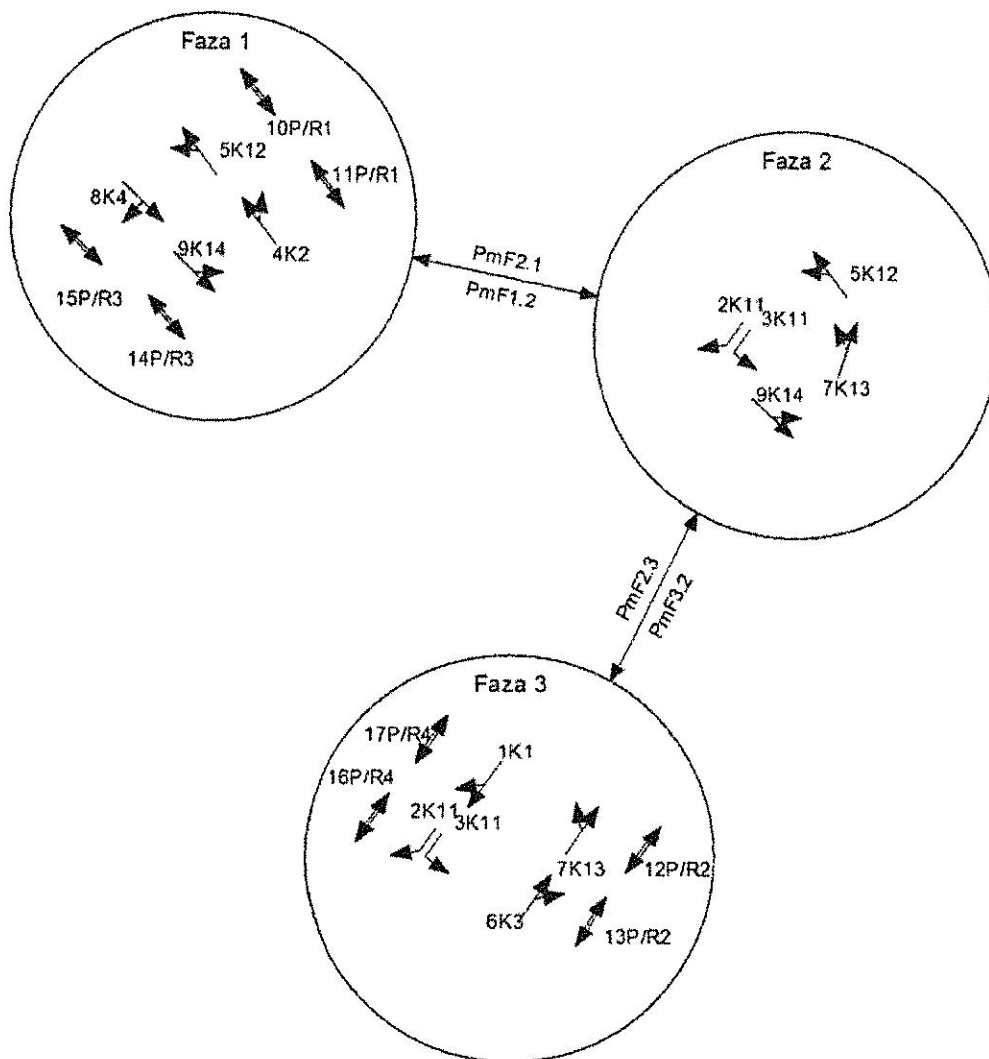 Faza 1
10P/R1
5K12
11P/R1
8K4
9K14
4K2
15P/R3
14P/R3
PmF2.1
PmF1.2
Faza 2
5K12
2K11
3K11
7K13
9K14
PmF2.3
PmF3.2
Faza 3
17P/R4
1K1
16P/R4
2K11
3K11
7K13
12P/R2
6K3
13P/R2